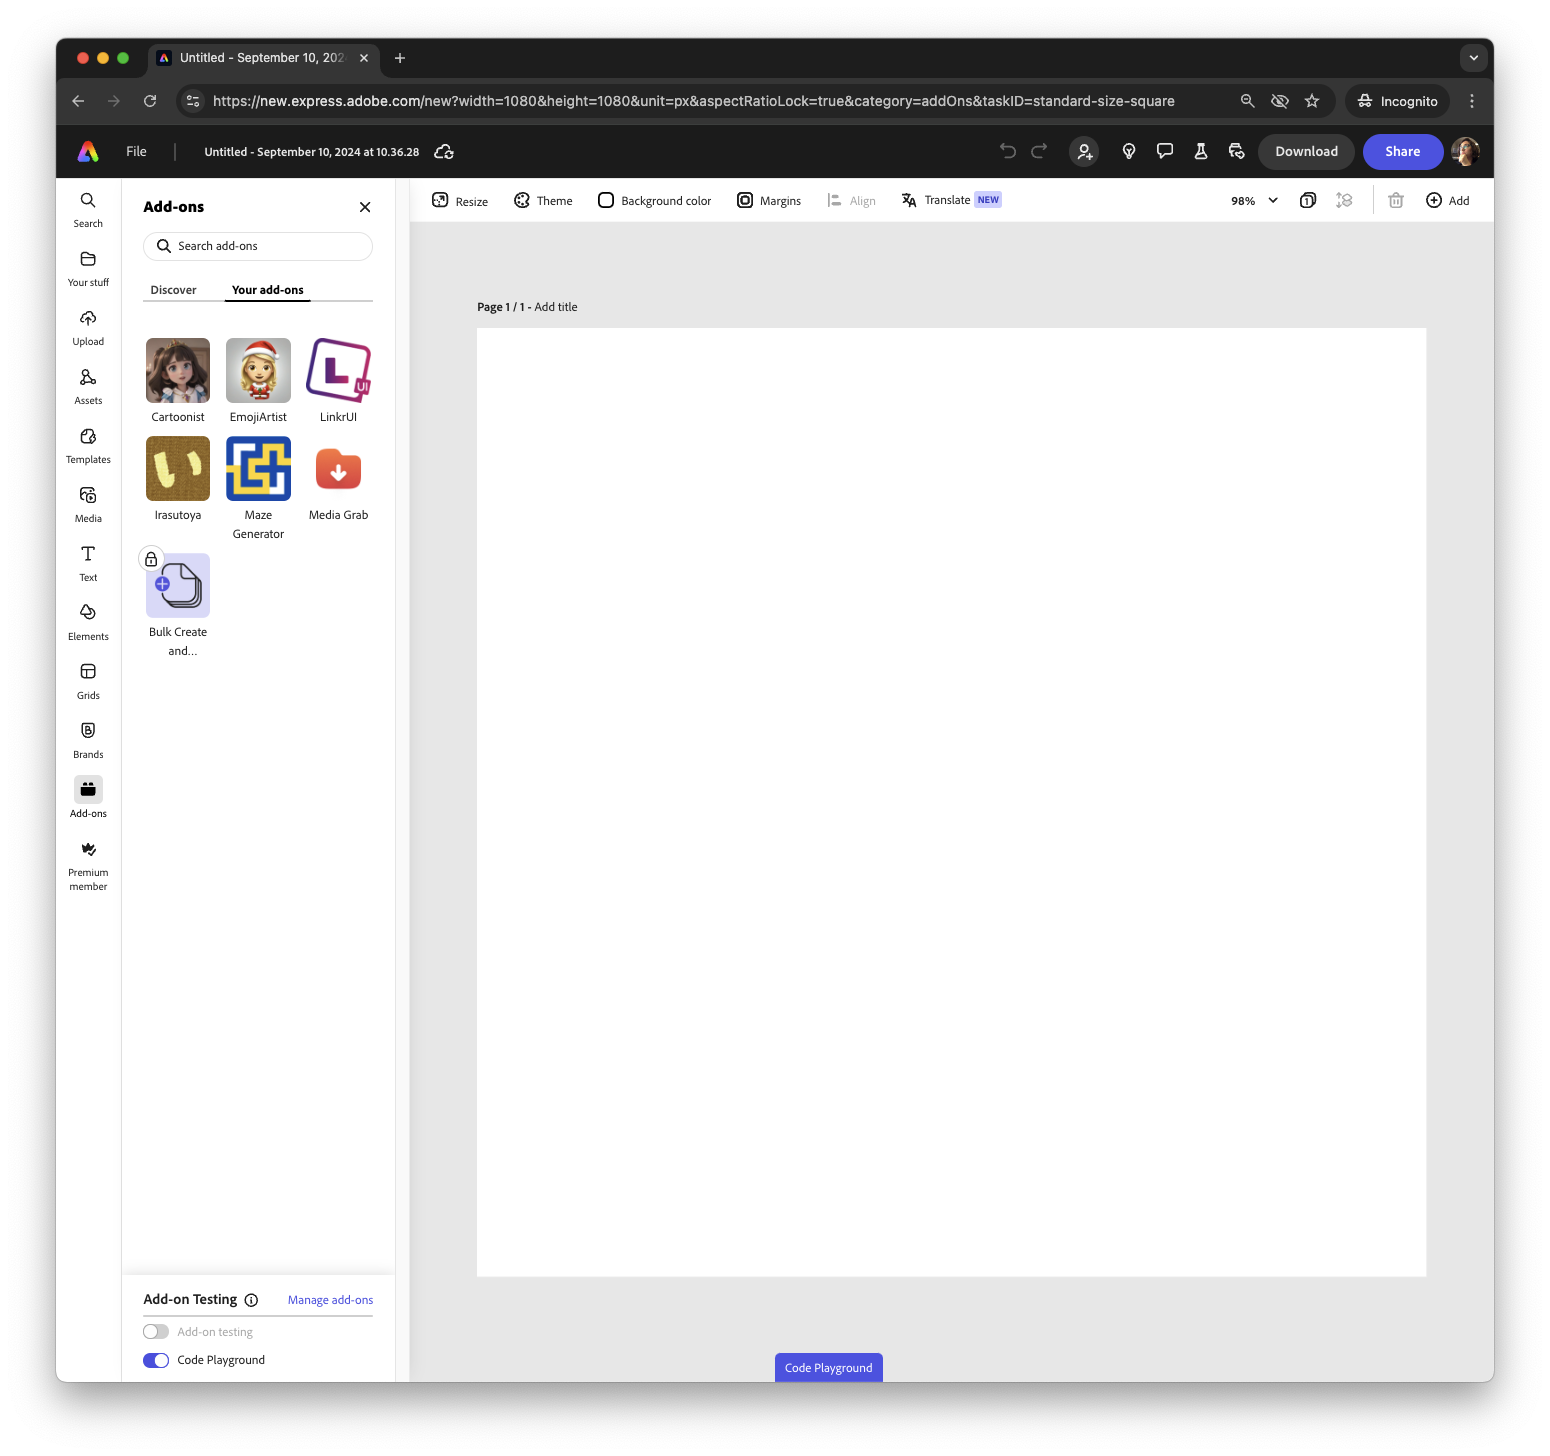 Untitled - September 10, 202
https://new.express.adobe.com/new?width=1080&height=1080&unit=px&aspectRatioLock=true&category=addOns&taskID=standard-size-square
Incognito
File
Untitled - September 10, 2024 at 10.36.28
Download
Share
Search
Your stuff
Upload
Assets
Templates
Media
Text
Elements
Grids
Brands
Add-ons
Premium
member
Add-ons
Search add-ons
Discover
Your add-ons
Cartoonist
EmojiArtist
L
UI
LinkrUI
い
Irasutoya
Maze
Generator
Media Grab
Bulk Create
and...
Add-on Testing
Manage add-ons
Add-on testing
Code Playground
Resize
Theme
Background color
Margins
Align
Translate NEW
98%
1
Add
Page 1 / 1 - Add title
Code Playground